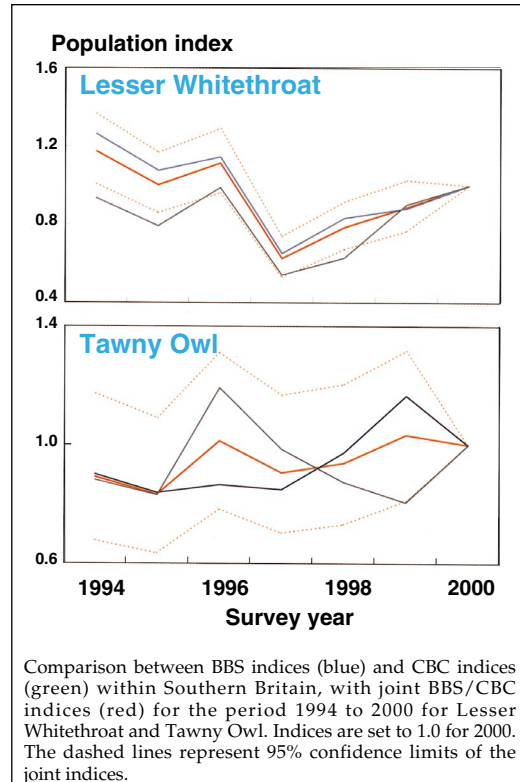 Population index
1.6
Lesser Whitethroat
1.2
0.8
0.4
1.4
Tawny Owl
1.0
0.6
1994 1996 1998 2000
Survey year
Comparison between BBS indices (blue) and CBC indices
(green) within Southern Britain, with joint BBS/CBC
indices (red) for the period 1994 to 2000 for Lesser
Whitethroat and Tawny Owl. Indices are set to 1.0 for 2000.
The dashed lines represent 95% confidence limits of the
joint indices.